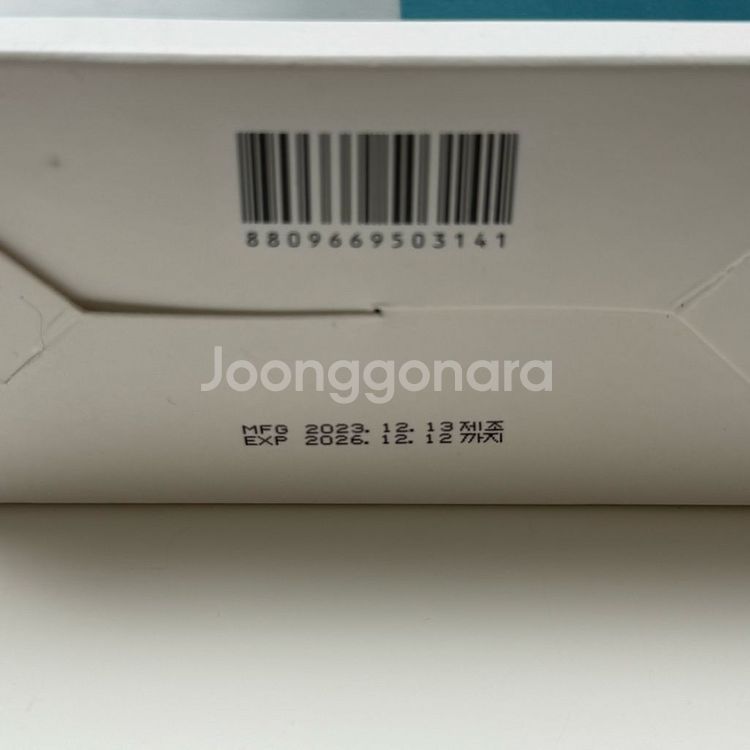 8809669503141
Joonggonara
MFG 2023. 12. 13 제조
EXP 2026. 12. 12 까지